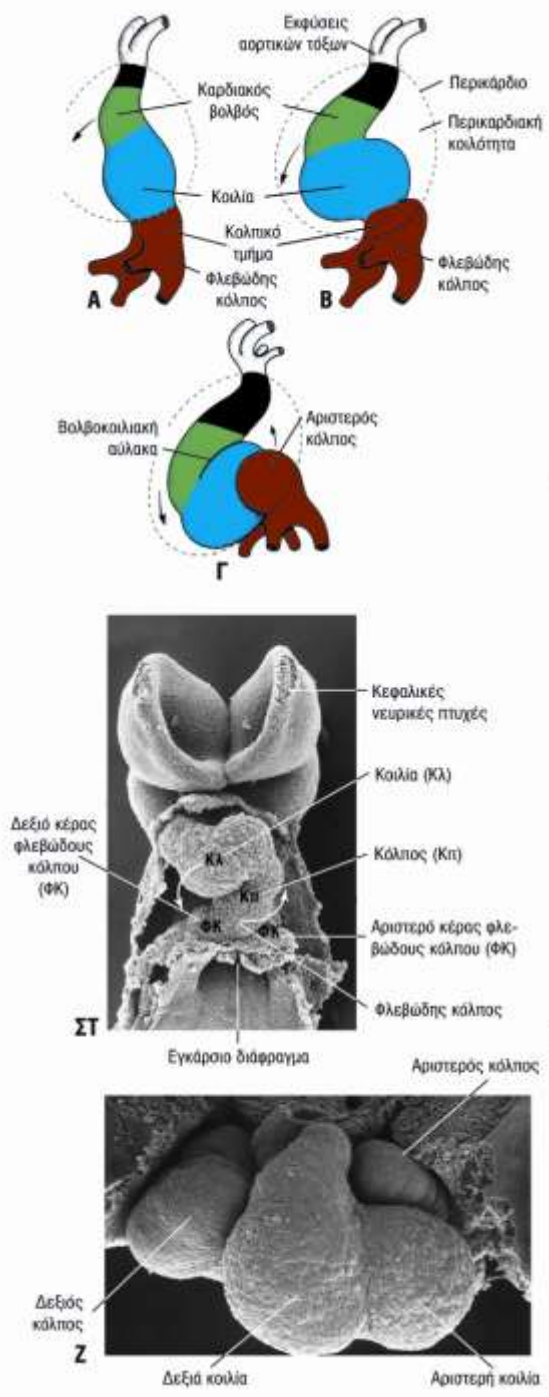 Εκφύσεις
αορτικών τόξων
Καρδιακός
βολβός
Περικάρδιο
Περικαρδιακή
κοιλότητα
Κοιλία
Κολπικό
τμήμα
Φλεβώδης
κόλπος
Φλεβώδης
κόλπος
Α
Β
Βολβοκοιλιακή
αύλακα
Αριστερός
κόλπος
Γ
Κεφαλικές
νευρικές πτυχές
Κοιλία (Κλ)
Δεξιό κέρας
φλεβώδους
κόλπου
(ΦΚ)
Κλ
Κόλπος (Κπ)
Κπ
ΦΚ
ΦΚ
Αριστερό κέρας φλε-
βώδους κόλπου (ΦΚ)
Φλεβώδης κόλπος
ΣΤ
Εγκάρσιο διάφραγμα
Αριστερός κόλπος
Δεξιός
κόλπος
Ζ
Δεξιά κοιλία
Αριστερή κοιλία